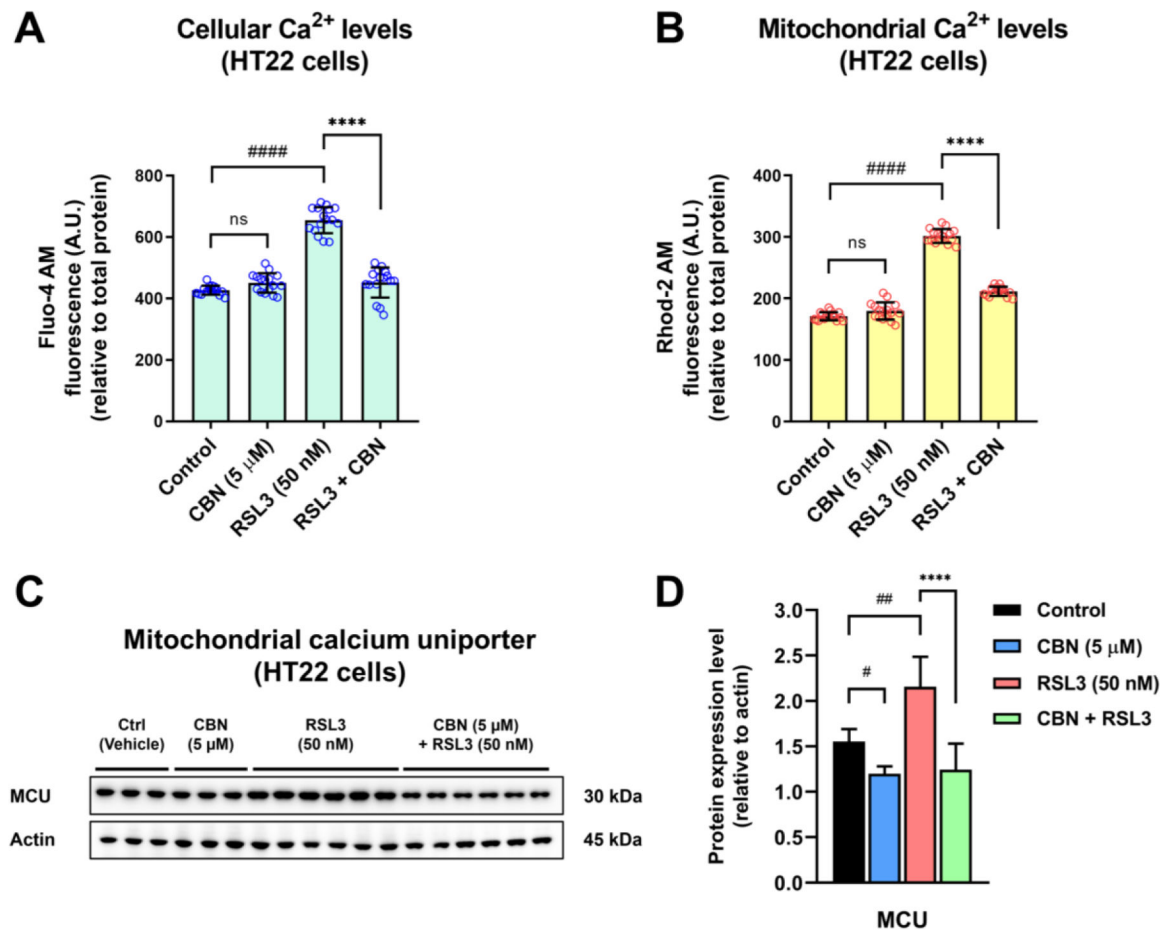 A
Cellular Ca2+ levels
(HT22 cells)
Fluo-4 AM
fluorescence (A.U.)
(relative to total protein)
800
600
400
200
0
ns
####
****
Control
CBN (5 μM)
RSL3 (50 nM)
RSL3 + CBN
B
Mitochondrial Ca2+ levels
(HT22 cells)
Rhod-2 AM
fluorescence (A.U.)
(relative to total protein)
400
300
200
100
0
ns
####
****
Control
CBN (5 μM)
RSL3 (50 nM)
RSL3 + CBN
C
Mitochondrial calcium uniporter
(HT22 cells)
Ctrl
(Vehicle)
CBN
(5 μM)
RSL3
(50 nM)
CBN (5 μM)
+ RSL3 (50 nM)
MCU
30 kDa
Actin
45 kDa
D
Protein expression level
(relative to actin)
3.0
2.5
2.0
1.5
1.0
0.5
0.0
#
##
****
MCU
Control
CBN (5 μM)
RSL3 (50 nM)
CBN + RSL3